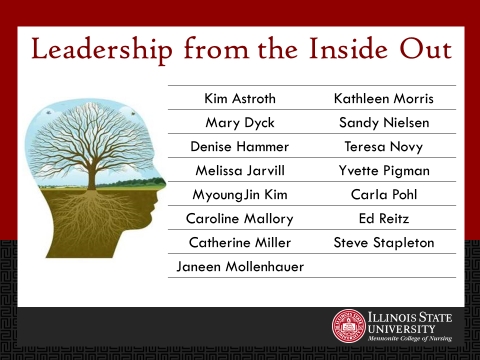 Leadership from the Inside Out
Kim Astroth Kathleen Morris
Mary Dyck Sandy Nielsen
Denise Hammer Teresa Novy
Melissa Jarvill Yvette Pigman
MyoungJin Kim Carla Pohl
Caroline Mallory Ed Reitz
Catherine Miller Steve Stapleton
Janeen Mollenhauer
ILLINOIS STATE
UNIVERSITY
Mennonite College of Nursing